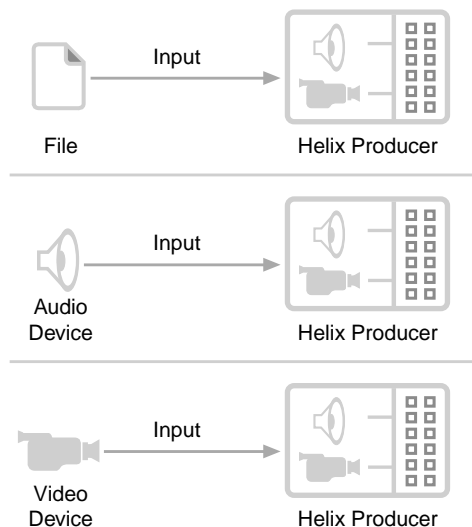 Input
File
Helix Producer
Input
Audio
Device
Helix Producer
Input
Video
Device
Helix Producer